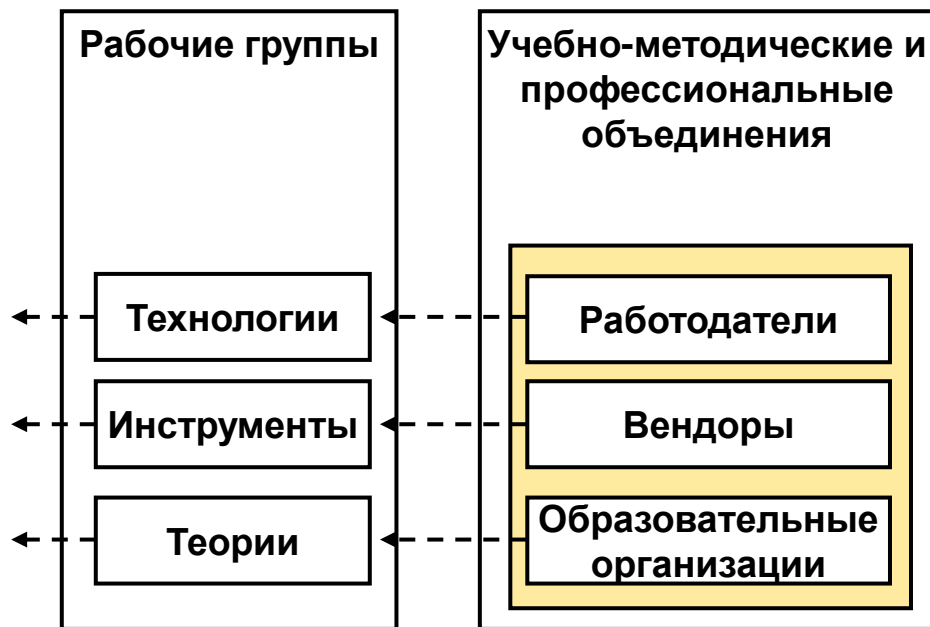 Рабочие группы
Учебно-методические и
профессиональные
объединения
Технологии
Работодатели
Инструменты
Вендоры
Теории
Образовательные
организации